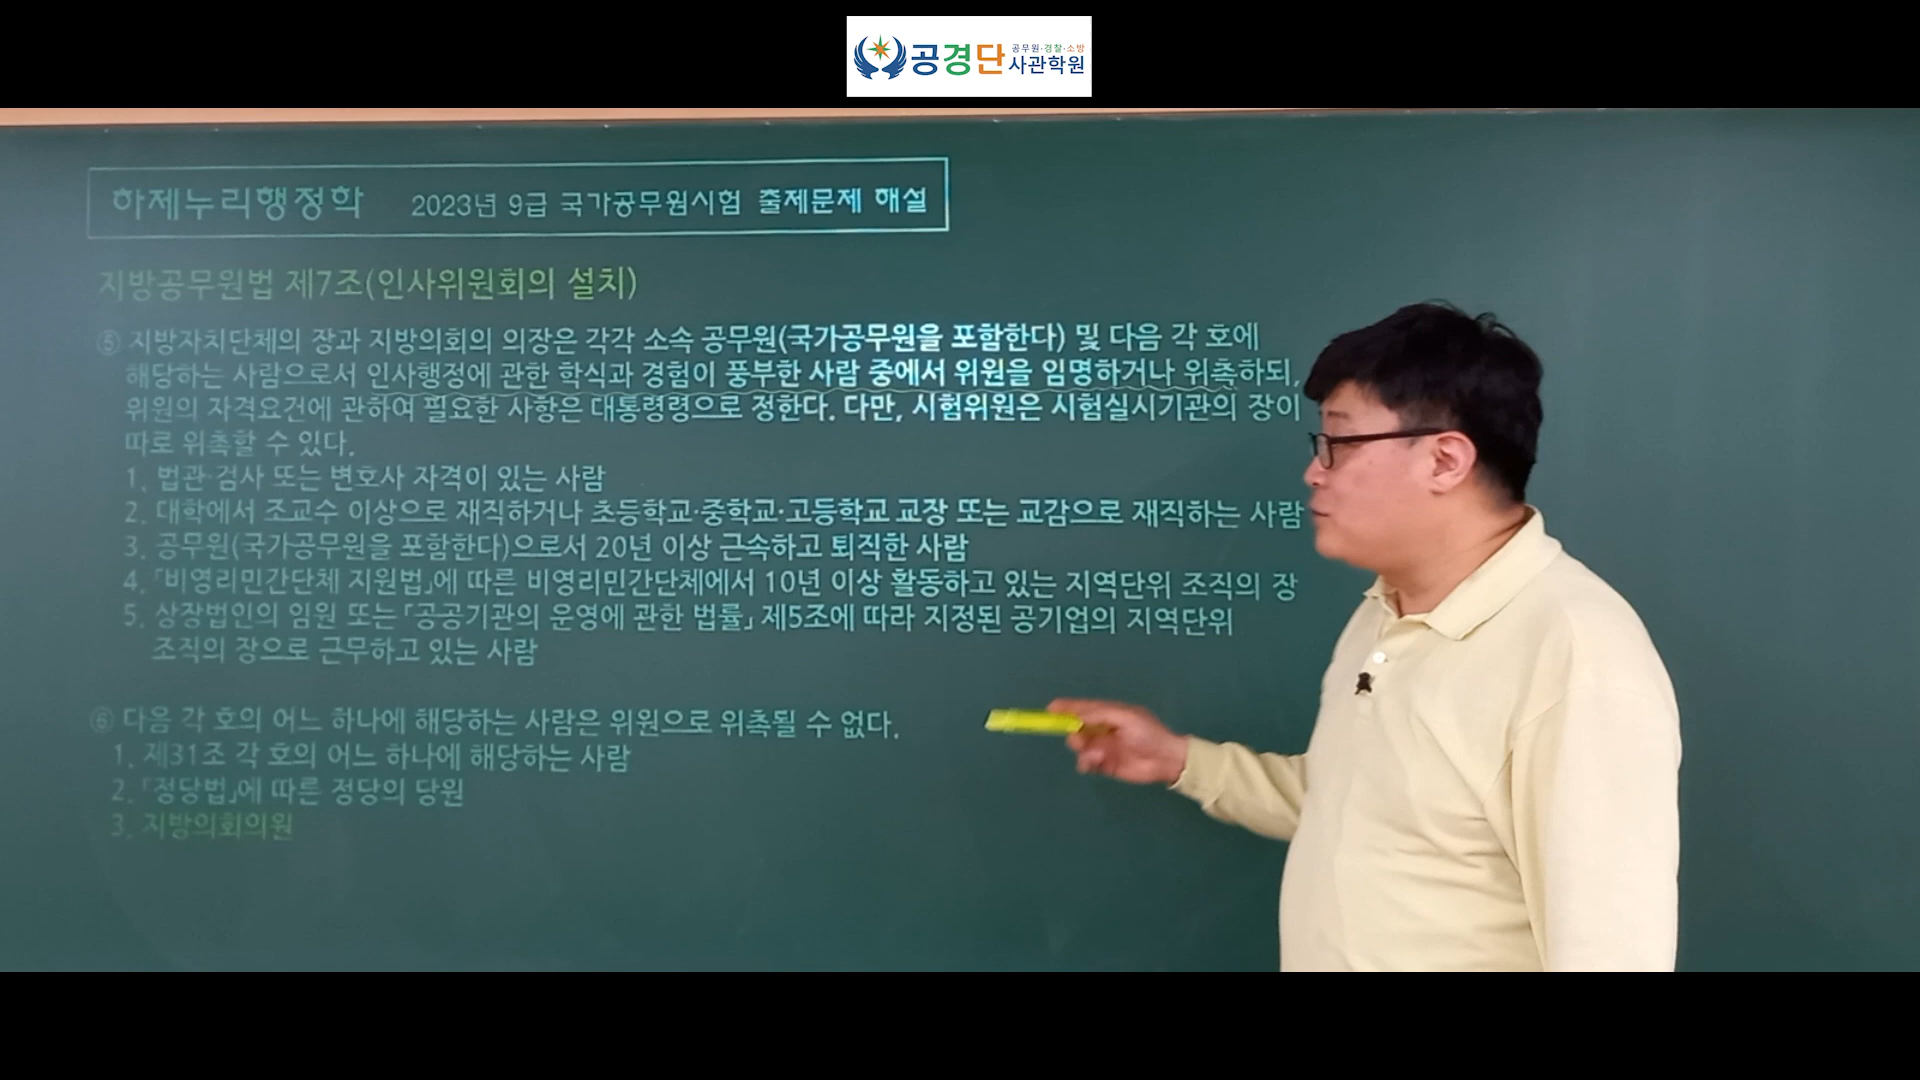 공경단 공무원·경찰·소방 사관학원
하제누리행정학 2023년 9급 국가공무원시험 출제문제 해설
지방공무원법 제7조(인사위원회의 설치)
⑤ 지방자치단체의 장과 지방의회의 의장은 각각 소속 공무원(국가공무원을 포함한다) 및 다음 각 호에
해당하는 사람으로서 인사행정에 관한 학식과 경험이 풍부한 사람 중에서 위원을 임명하거나 위촉하되,
위원의 자격요건에 관하여 필요한 사항은 대통령령으로 정한다. 다만, 시험위원은 시험실시기관의 장이
따로 위촉할 수 있다.
1. 법관·검사 또는 변호사 자격이 있는 사람
2. 대학에서 조교수 이상으로 재직하거나 초등학교·중학교·고등학교 교장 또는 교감으로 재직하는 사람
3. 공무원(국가공무원을 포함한다)으로서 20년 이상 근속하고 퇴직한 사람
4. 「비영리민간단체 지원법」에 따른 비영리민간단체에서 10년 이상 활동하고 있는 지역단위 조직의 장
5. 상장법인의 임원 또는 「공공기관의 운영에 관한 법률」 제5조에 따라 지정된 공기업의 지역단위
조직의 장으로 근무하고 있는 사람
⑥ 다음 각 호의 어느 하나에 해당하는 사람은 위원으로 위촉될 수 없다.
1. 제31조 각 호의 어느 하나에 해당하는 사람
2. 「정당법」에 따른 정당의 당원
3. 지방의회의원